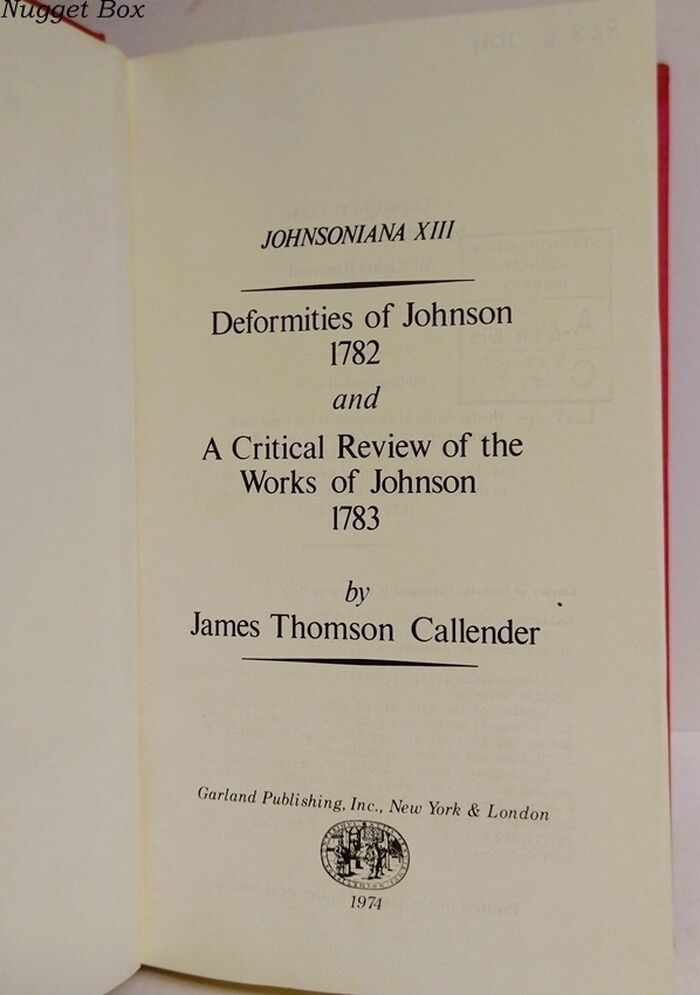 Nugget Box
JOHNSONIANA XIII
Deformities of Johnson
1782
and
A Critical Review of the
Works of Johnson
1783
by
James Thomson Callender
Garland Publishing, Inc., New York & London
1974